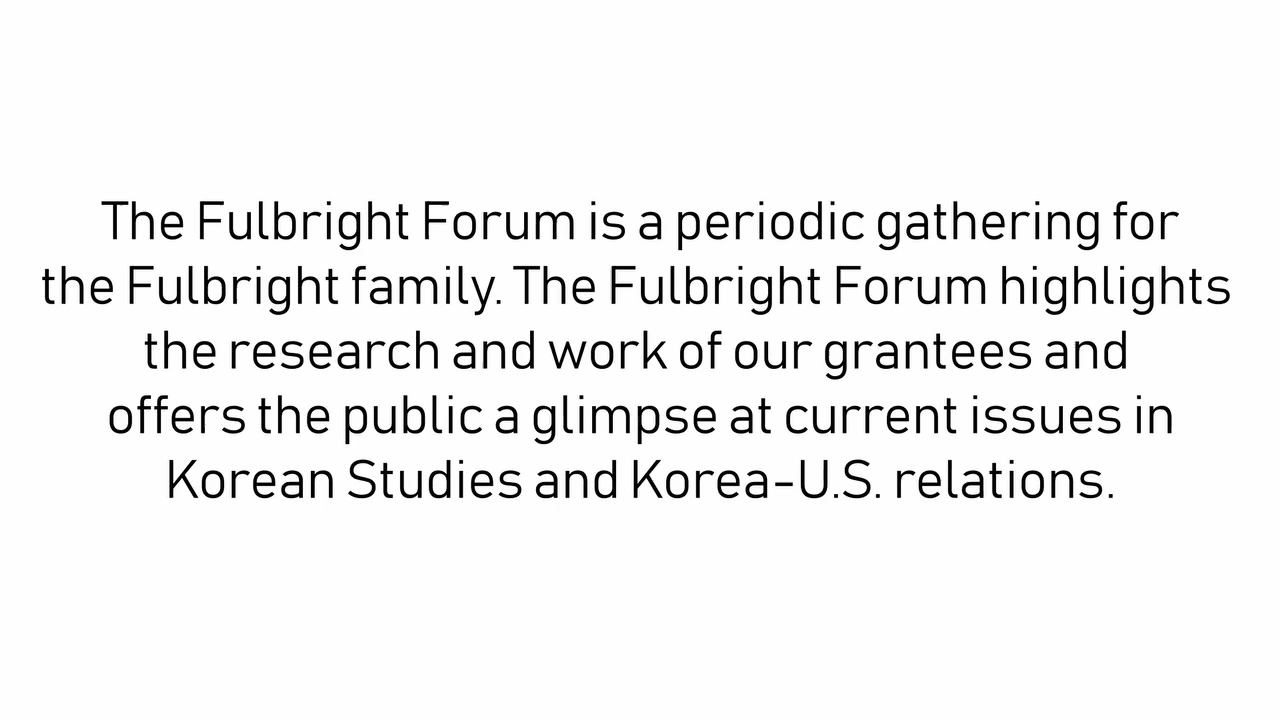 The Fulbright Forum is a periodic gathering for
the Fulbright family. The Fulbright Forum highlights
the research and work of our grantees and
offers the public a glimpse at current issues in
Korean Studies and Korea-U.S. relations.